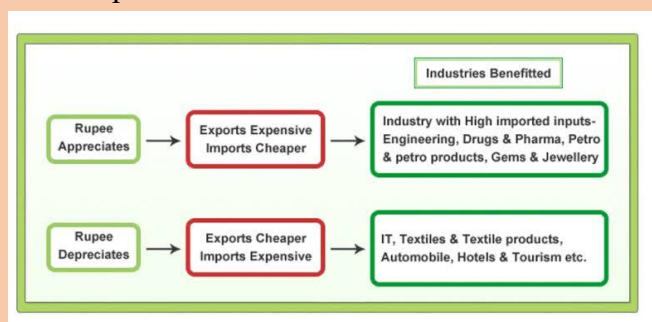 Industries Benefitted
Rupee
Appreciates
Exports Expensive
Imports Cheaper
Industry with High imported inputs-
Engineering, Drugs & Pharma, Petro
& petro products, Gems & Jewellery
Rupee
Depreciates
Exports Cheaper
Imports Expensive
IT, Textiles & Textile products,
Automobile, Hotels & Tourism etc.